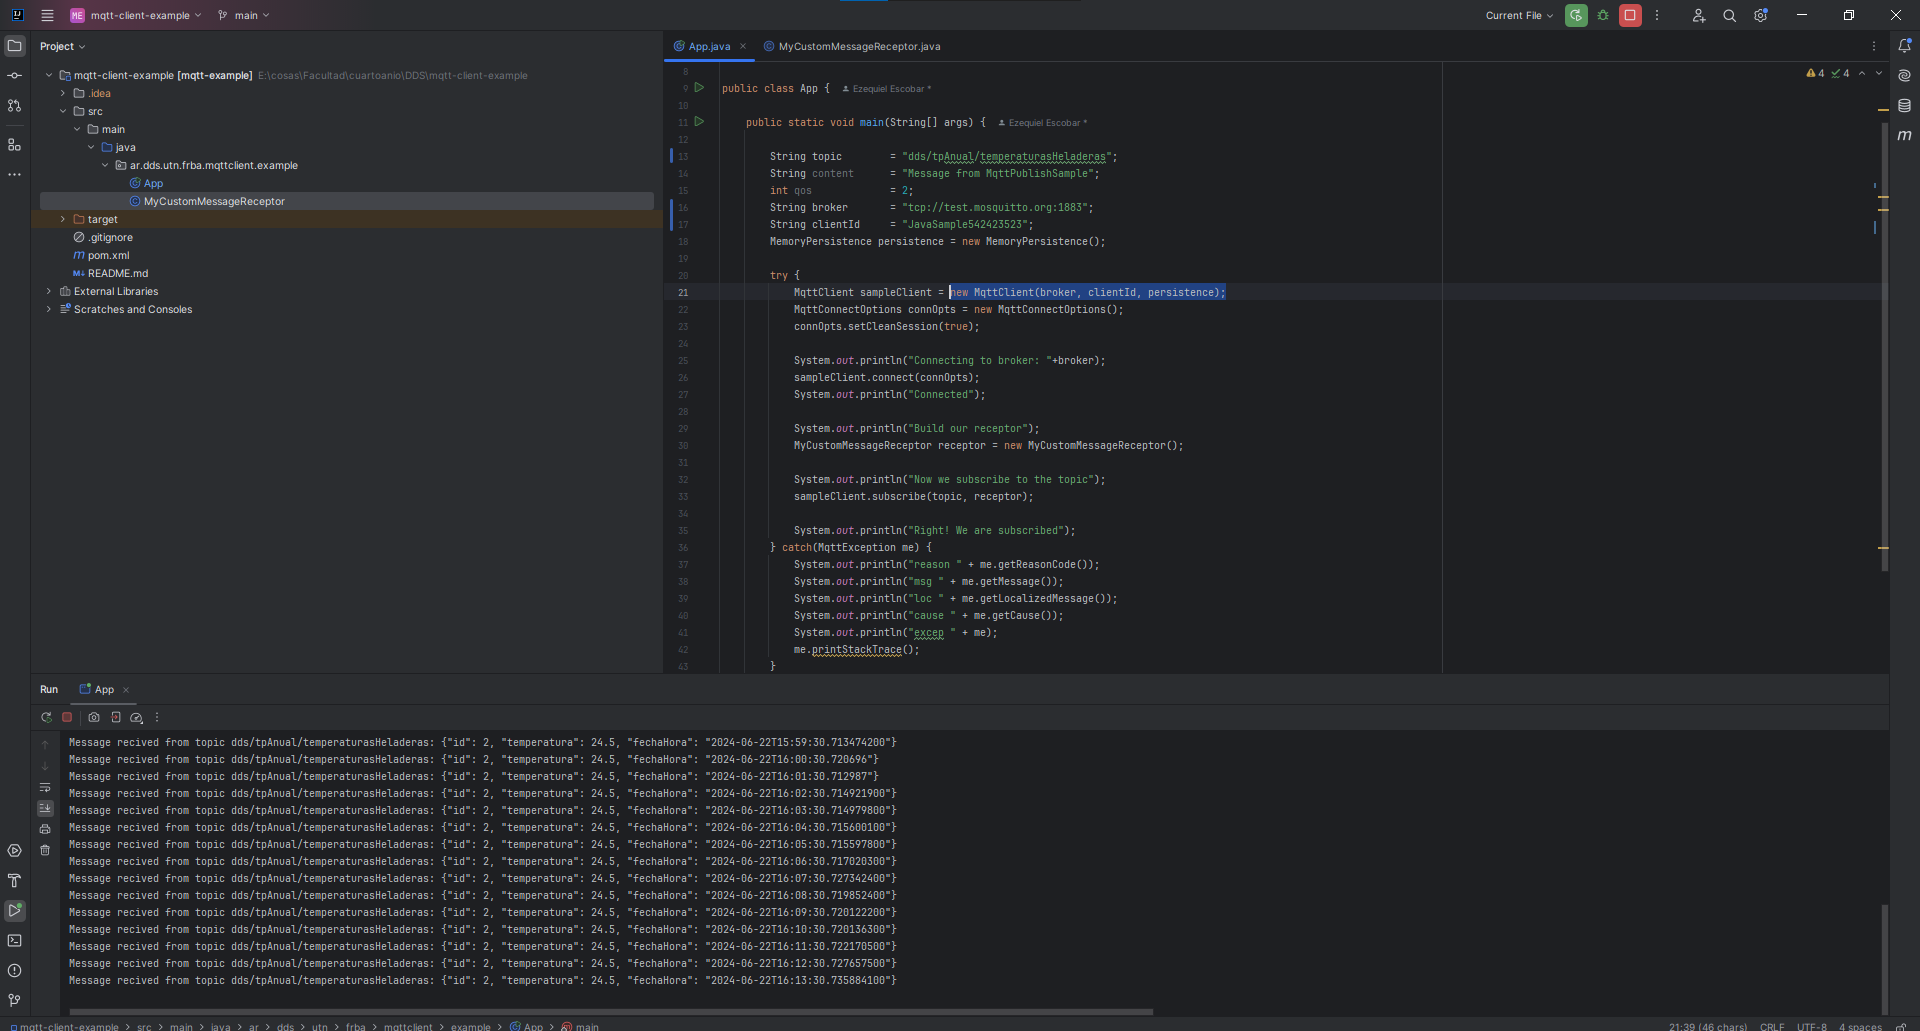 ME mqtt-client-example main Current File
Project
App.java MyCustomMessageReceptor.java
mqtt-client-example [mqtt-example] E:\cosas\Facultad\cuartoanio\DDS\mqtt-client-example
.idea
src
main
java
ar.dds.utn.frba.mqttclient.example
App
MyCustomMessageReceptor
target
.gitignore
pom.xml
README.md
External Libraries
Scratches and Consoles
4 4
8
9 public class App { Ezequiel Escobar *
10
11 public static void main(String[] args) { Ezequiel Escobar *
12
13 String topic = "dds/tpAnual/temperaturasHeladeras";
14 String content = "Message from MqttPublishSample";
15 int qos = 2;
16 String broker = "tcp://test.mosquitto.org:1883";
17 String clientId = "JavaSample542423523";
18 MemoryPersistence persistence = new MemoryPersistence();
19
20 try {
21 MqttClient sampleClient = new MqttClient(broker, clientId, persistence);
22 MqttConnectOptions connOpts = new MqttConnectOptions();
23 connOpts.setCleanSession(true);
24
25 System.out.println("Connecting to broker: "+broker);
26 sampleClient.connect(connOpts);
27 System.out.println("Connected");
28
29 System.out.println("Build our receptor");
30 MyCustomMessageReceptor receptor = new MyCustomMessageReceptor();
31
32 System.out.println("Now we subscribe to the topic");
33 sampleClient.subscribe(topic, receptor);
34
35 System.out.println("Right! We are subscribed");
36 } catch(MqttException me) {
37 System.out.println("reason " + me.getReasonCode());
38 System.out.println("msg " + me.getMessage());
39 System.out.println("loc " + me.getLocalizedMessage());
40 System.out.println("cause " + me.getCause());
41 System.out.println("excep " + me);
42 me.printStackTrace();
43 }
Run App
Message recived from topic dds/tpAnual/temperaturasHeladeras: {"id": 2, "temperatura": 24.5, "fechaHora": "2024-06-22T15:59:30.713474200"}
Message recived from topic dds/tpAnual/temperaturasHeladeras: {"id": 2, "temperatura": 24.5, "fechaHora": "2024-06-22T16:00:30.720696"}
Message recived from topic dds/tpAnual/temperaturasHeladeras: {"id": 2, "temperatura": 24.5, "fechaHora": "2024-06-22T16:01:30.712987"}
Message recived from topic dds/tpAnual/temperaturasHeladeras: {"id": 2, "temperatura": 24.5, "fechaHora": "2024-06-22T16:02:30.714921900"}
Message recived from topic dds/tpAnual/temperaturasHeladeras: {"id": 2, "temperatura": 24.5, "fechaHora": "2024-06-22T16:03:30.714979800"}
Message recived from topic dds/tpAnual/temperaturasHeladeras: {"id": 2, "temperatura": 24.5, "fechaHora": "2024-06-22T16:04:30.715600100"}
Message recived from topic dds/tpAnual/temperaturasHeladeras: {"id": 2, "temperatura": 24.5, "fechaHora": "2024-06-22T16:05:30.715597800"}
Message recived from topic dds/tpAnual/temperaturasHeladeras: {"id": 2, "temperatura": 24.5, "fechaHora": "2024-06-22T16:06:30.717020300"}
Message recived from topic dds/tpAnual/temperaturasHeladeras: {"id": 2, "temperatura": 24.5, "fechaHora": "2024-06-22T16:07:30.727342400"}
Message recived from topic dds/tpAnual/temperaturasHeladeras: {"id": 2, "temperatura": 24.5, "fechaHora": "2024-06-22T16:08:30.719852400"}
Message recived from topic dds/tpAnual/temperaturasHeladeras: {"id": 2, "temperatura": 24.5, "fechaHora": "2024-06-22T16:09:30.720122200"}
Message recived from topic dds/tpAnual/temperaturasHeladeras: {"id": 2, "temperatura": 24.5, "fechaHora": "2024-06-22T16:10:30.720136300"}
Message recived from topic dds/tpAnual/temperaturasHeladeras: {"id": 2, "temperatura": 24.5, "fechaHora": "2024-06-22T16:11:30.722170500"}
Message recived from topic dds/tpAnual/temperaturasHeladeras: {"id": 2, "temperatura": 24.5, "fechaHora": "2024-06-22T16:12:30.727657500"}
Message recived from topic dds/tpAnual/temperaturasHeladeras: {"id": 2, "temperatura": 24.5, "fechaHora": "2024-06-22T16:13:30.735884100"}
mqtt-client-example > src > main > java > ar > dds > utn > frba > mqttclient > example > App > main 21:39 (46 chars) CRLF UTF-8 4 spaces